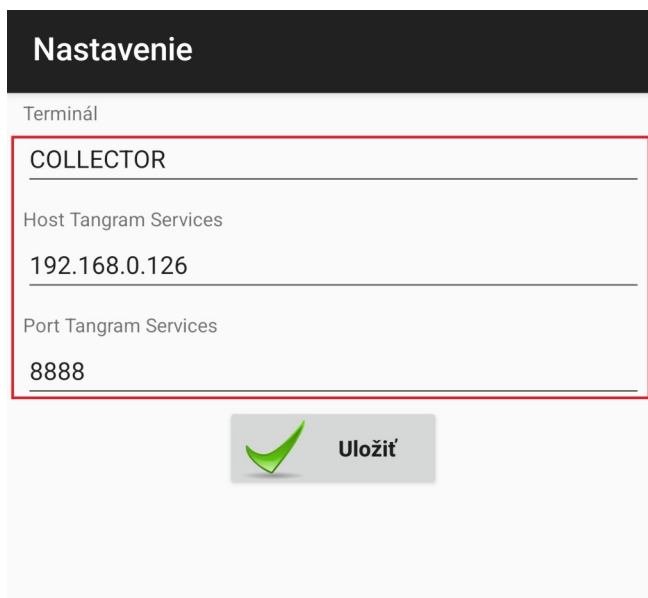 Nastavenie
Terminál
COLLECTOR
Host Tangram Services
192.168.0.126
Port Tangram Services
8888
Uložiť